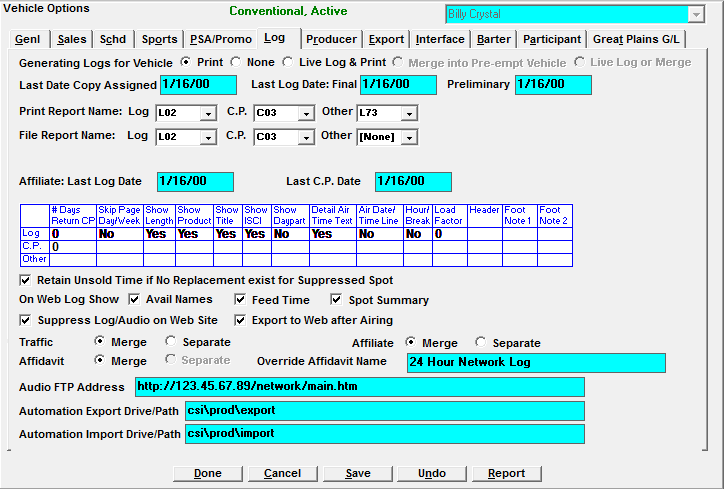 Vehicle Options
Conventional, Active
Billy Crystal
Genl Sales Schd Sports PSA/Promo Log Producer Export Interface Barter Participant Great Plains G/L
Generating Logs for Vehicle Print None Live Log & Print Merge into Pre-empt Vehicle Live Log or Merge
Last Date Copy Assigned 1/16/00 Last Log Date: Final 1/16/00 Preliminary 1/16/00
Print Report Name: Log L02 C.P. C03 Other L73
File Report Name: Log L02 C.P. C03 Other [None]
Affiliate: Last Log Date 1/16/00 Last C.P. Date 1/16/00
# Days Skip Page Show Show Show Show Show Detail Air Air Date/ Hour/ Load Header Foot Foot
Return CP Day/Week Length Product Title ISCI Daypart Time Text Time Line Break Factor Note 1 Note 2
Log 0 No Yes Yes Yes Yes No Yes No No 0
C.P. 0
Other
Retain Unsold Time if No Replacement exist for Suppressed Spot
On Web Log Show Avail Names Feed Time Spot Summary
Suppress Log/Audio on Web Site Export to Web after Airing
Traffic Merge Separate Affiliate Merge Separate
Affidavit Merge Separate Override Affidavit Name 24 Hour Network Log
Audio FTP Address http://123.45.67.89/network/main.htm
Automation Export Drive/Path csi\prod\export
Automation Import Drive/Path csi\prod\import
Done Cancel Save Undo Report